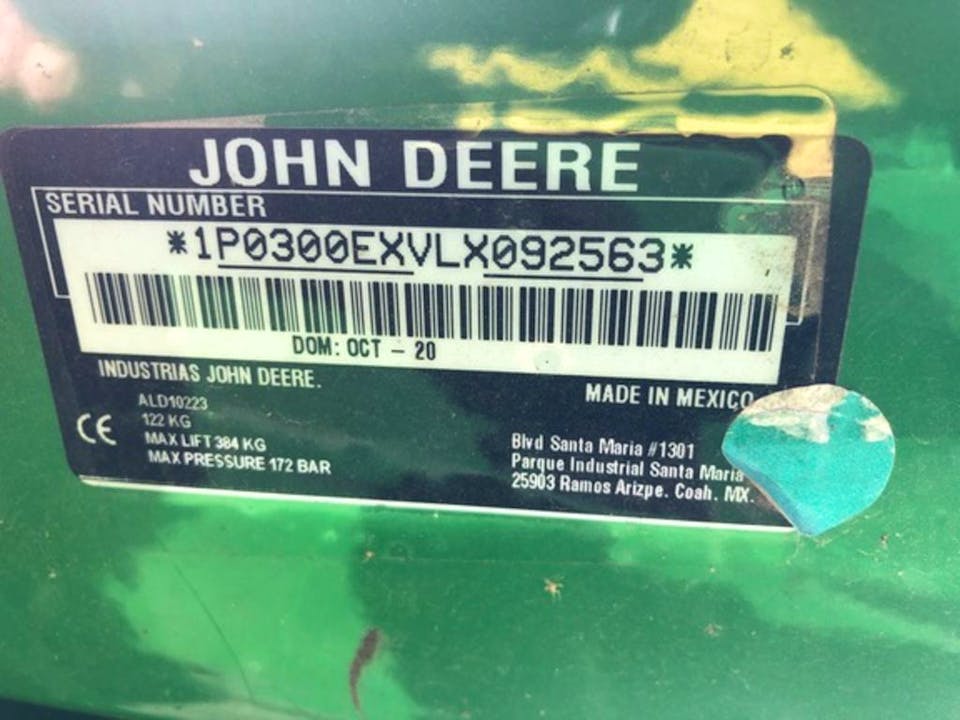 JOHN DEERE
SERIAL NUMBER
*1P0300EXVLX092563*
DOM: OCT - 20
INDUSTRIAS JOHN DEERE.
MADE IN MEXICO
ALD10223
122 KG
CE
MAX LIFT 384 KG
MAX PRESSURE 172 BAR
Blvd Santa Maria #1301
Parque Industrial Santa Maria
25903 Ramos Arizpe. Coah. MX.